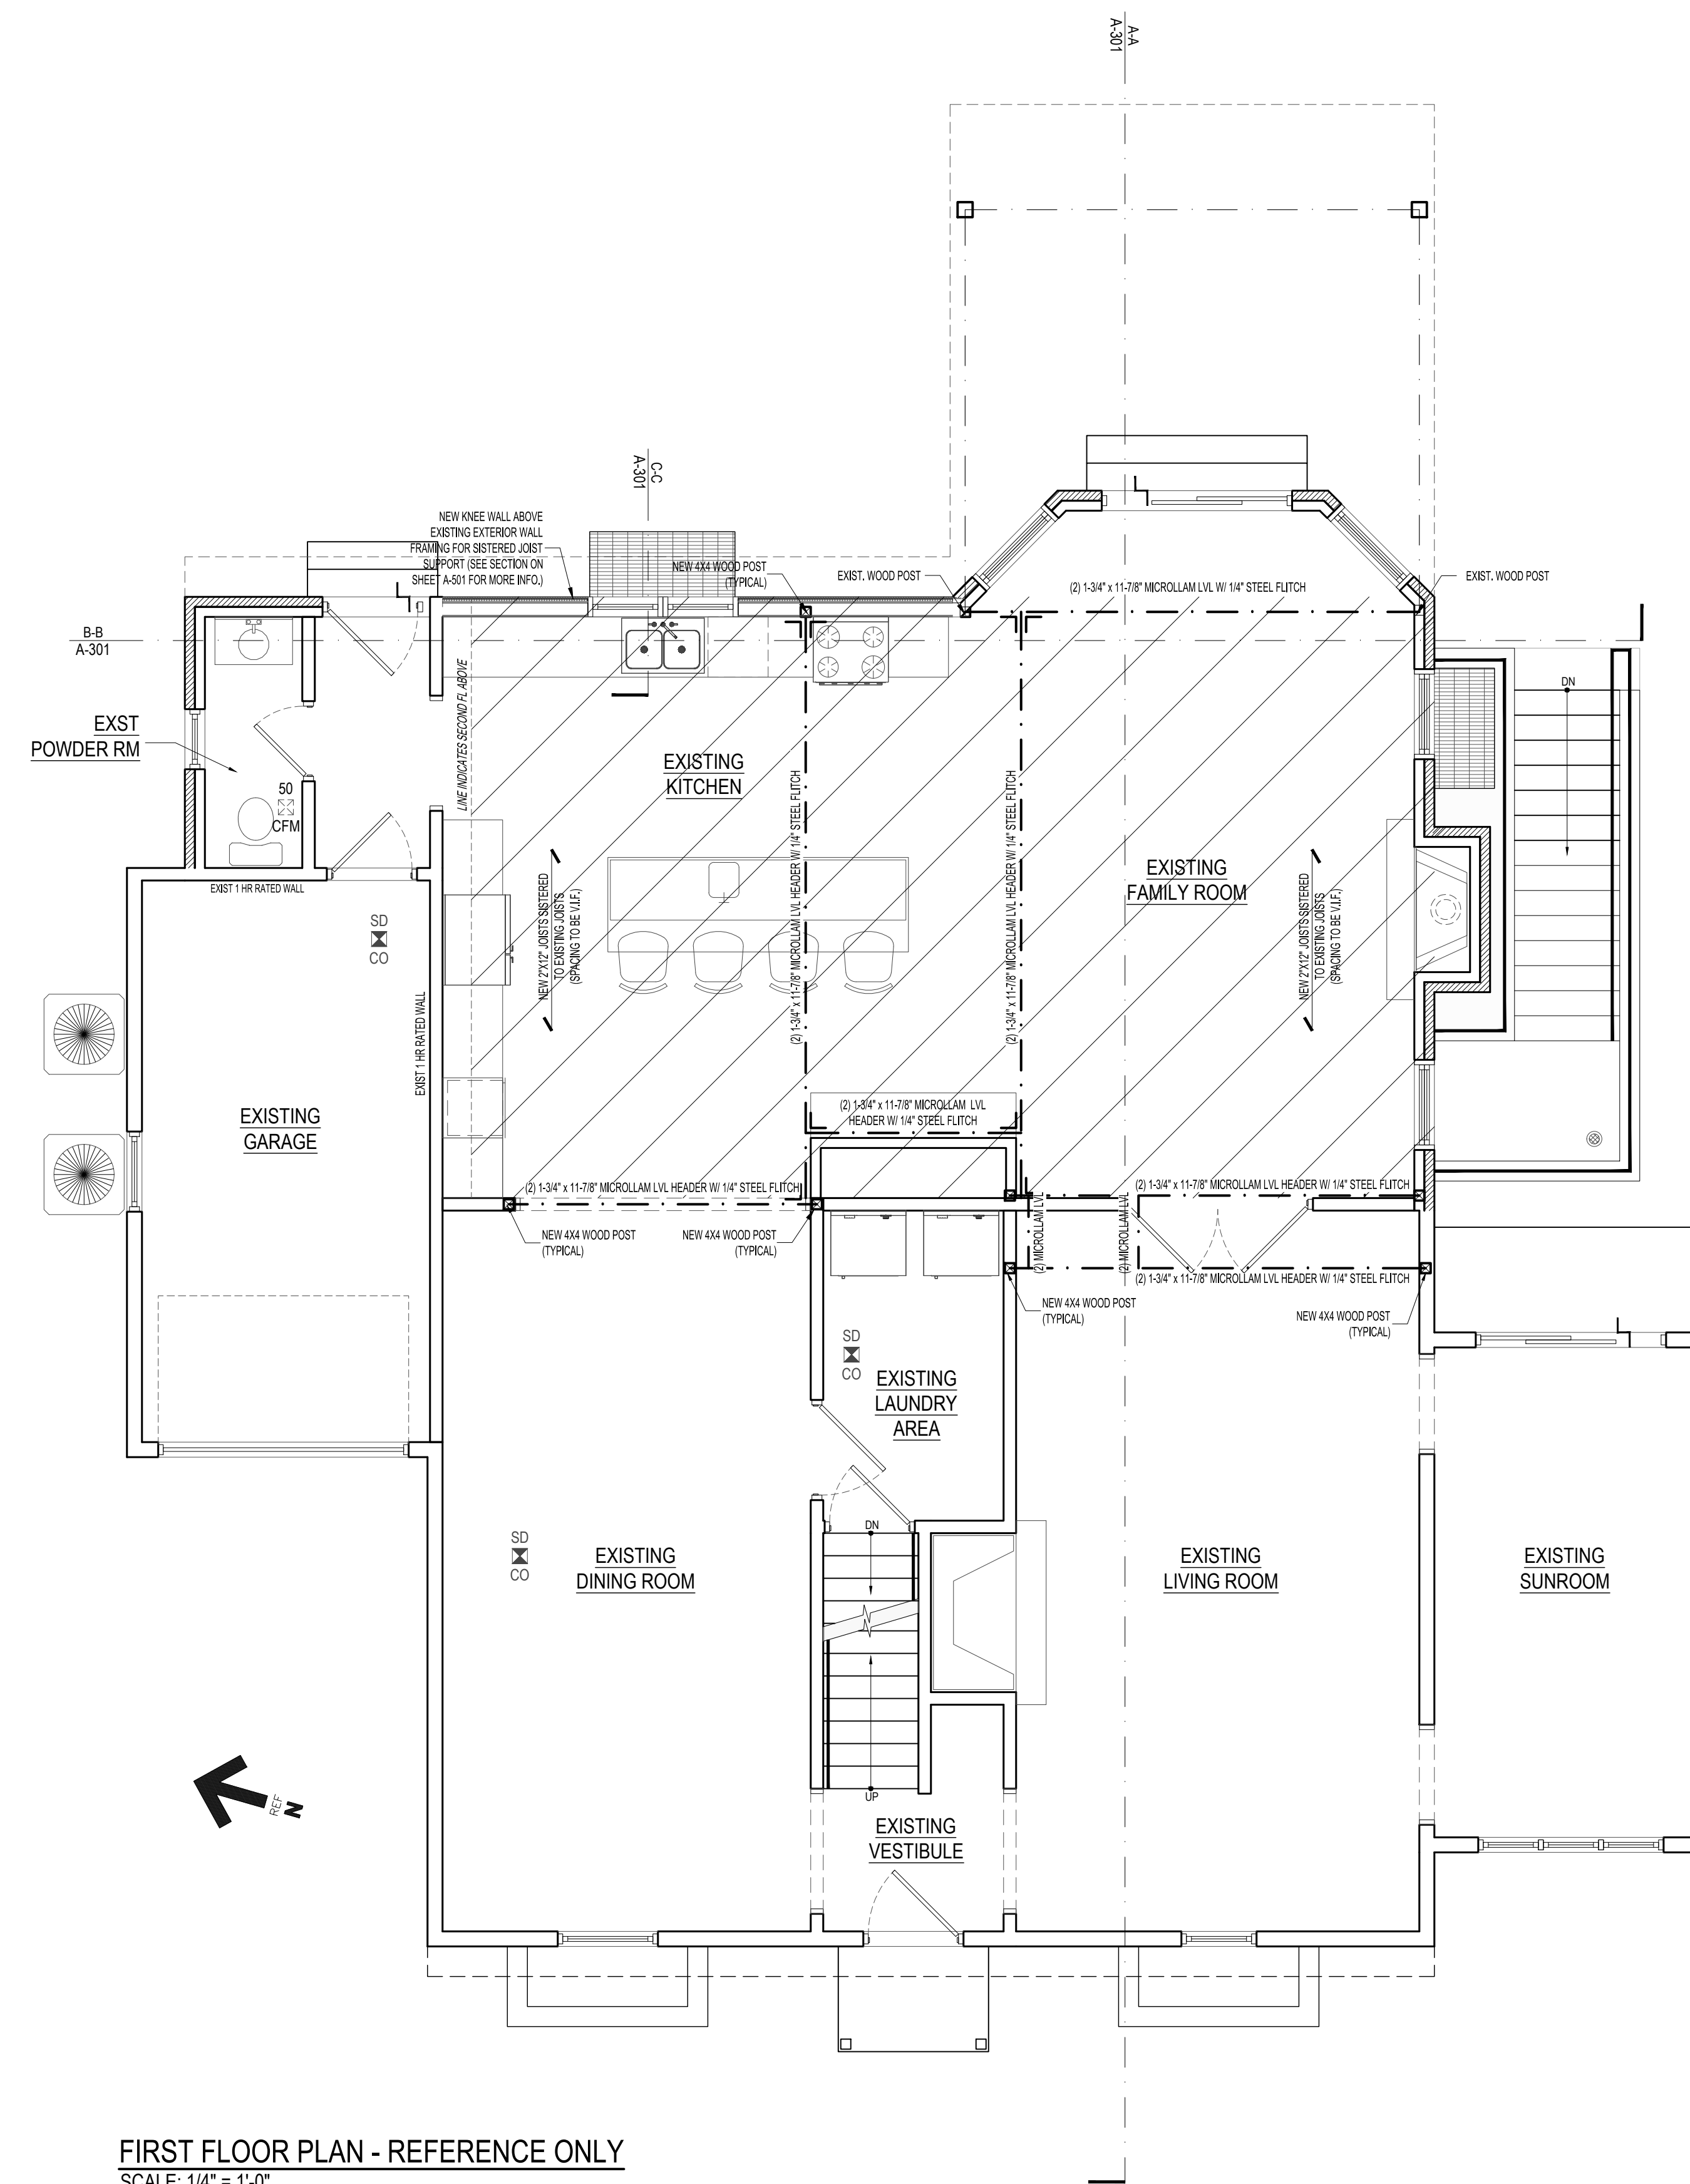 A-A
A-301
C-C
A-301
NEW KNEE WALL ABOVE
EXISTING EXTERIOR WALL
FRAMING FOR SISTERED JOIST
SUPPORT (SEE SECTION ON
SHEET A-501 FOR MORE INFO.)
NEW 4X4 WOOD POST
(TYPICAL)
EXIST. WOOD POST
(2) 1-3/4" x 11-7/8" MICROLLAM LVL W/ 1/4" STEEL FLITCH
EXIST. WOOD POST
B-B
A-301
EXST
POWDER RM
50
CFM
LINE INDICATES SECOND FL ABOVE
EXISTING
KITCHEN
DN
EXISTING
FAMILY ROOM
(2) 1-3/4" x 11-7/8" MICROLLAM LVL HEADER W/ 1/4" STEEL FLITCH
(2) 1-3/4" x 11-7/8" MICROLLAM LVL HEADER W/ 1/4" STEEL FLITCH
NEW 2"X12" JOISTS SISTERED
TO EXISTING JOISTS
(SPACING TO BE V.I.F.)
NEW 2"X12" JOISTS SISTERED
TO EXISTING JOISTS
(SPACING TO BE V.I.F.)
EXIST 1 HR RATED WALL
SD
CO
EXIST 1 HR RATED WALL
EXISTING
GARAGE
(2) 1-3/4" x 11-7/8" MICROLLAM LVL
HEADER W/ 1/4" STEEL FLITCH
(2) 1-3/4" x 11-7/8" MICROLLAM LVL HEADER W/ 1/4" STEEL FLITCH
(2) 1-3/4" x 11-7/8" MICROLLAM LVL HEADER W/ 1/4" STEEL FLITCH
NEW 4X4 WOOD POST
(TYPICAL)
NEW 4X4 WOOD POST
(TYPICAL)
(2) MICROLLAM LVL
(2) MICROLLAM LVL
(2) 1-3/4" x 11-7/8" MICROLLAM LVL HEADER W/ 1/4" STEEL FLITCH
NEW 4X4 WOOD POST
(TYPICAL)
NEW 4X4 WOOD POST
(TYPICAL)
SD
CO
EXISTING
LAUNDRY
AREA
DN
SD
CO
EXISTING
DINING ROOM
EXISTING
LIVING ROOM
EXISTING
SUNROOM
REF
N
UP
EXISTING
VESTIBULE
FIRST FLOOR PLAN - REFERENCE ONLY
SCALE: 1/4" = 1'-0"